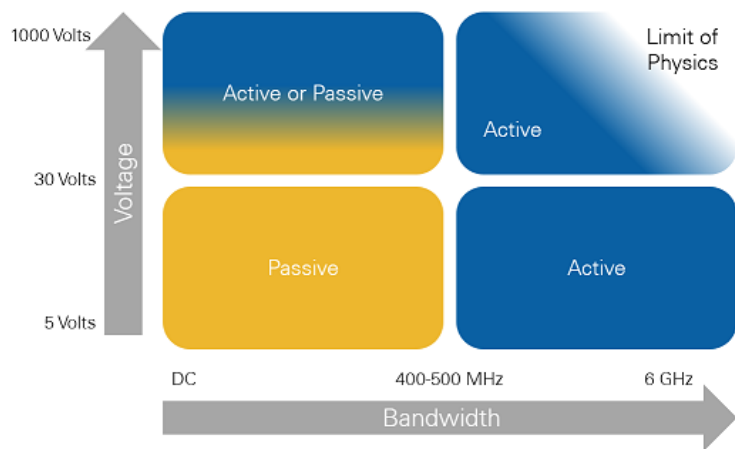 1000 Volts
Limit of
Physics
Active or Passive
Active
Voltage
30 Volts
Passive
Active
5 Volts
DC
400-500 MHz
6 GHz
Bandwidth